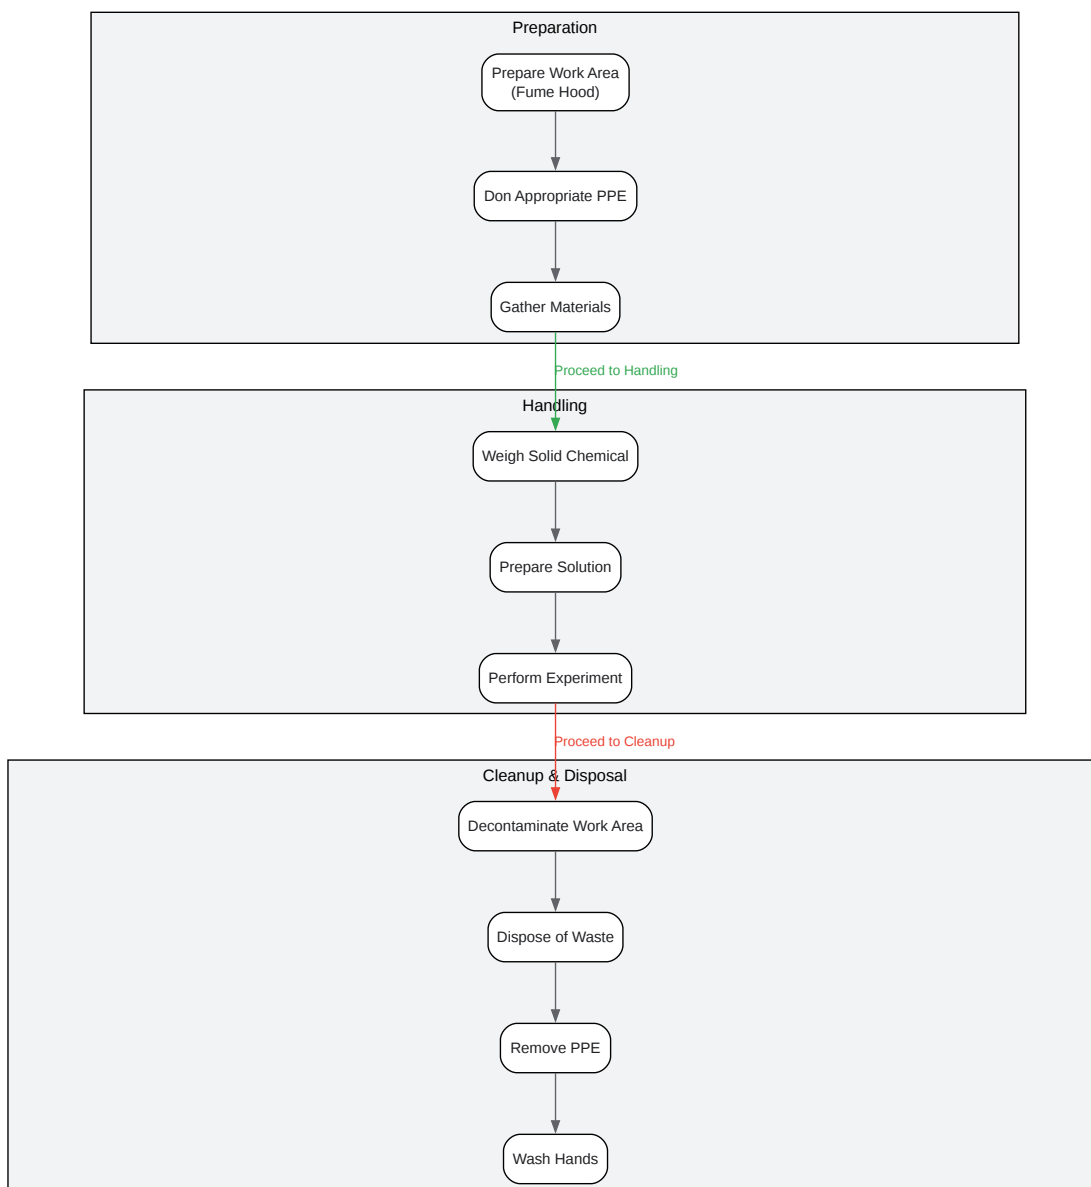 Preparation
Prepare Work Area
(Fume Hood)
Don Appropriate PPE
Gather Materials
Proceed to Handling
Handling
Weigh Solid Chemical
Prepare Solution
Perform Experiment
Proceed to Cleanup
Cleanup & Disposal
Decontaminate Work Area
Dispose of Waste
Remove PPE
Wash Hands